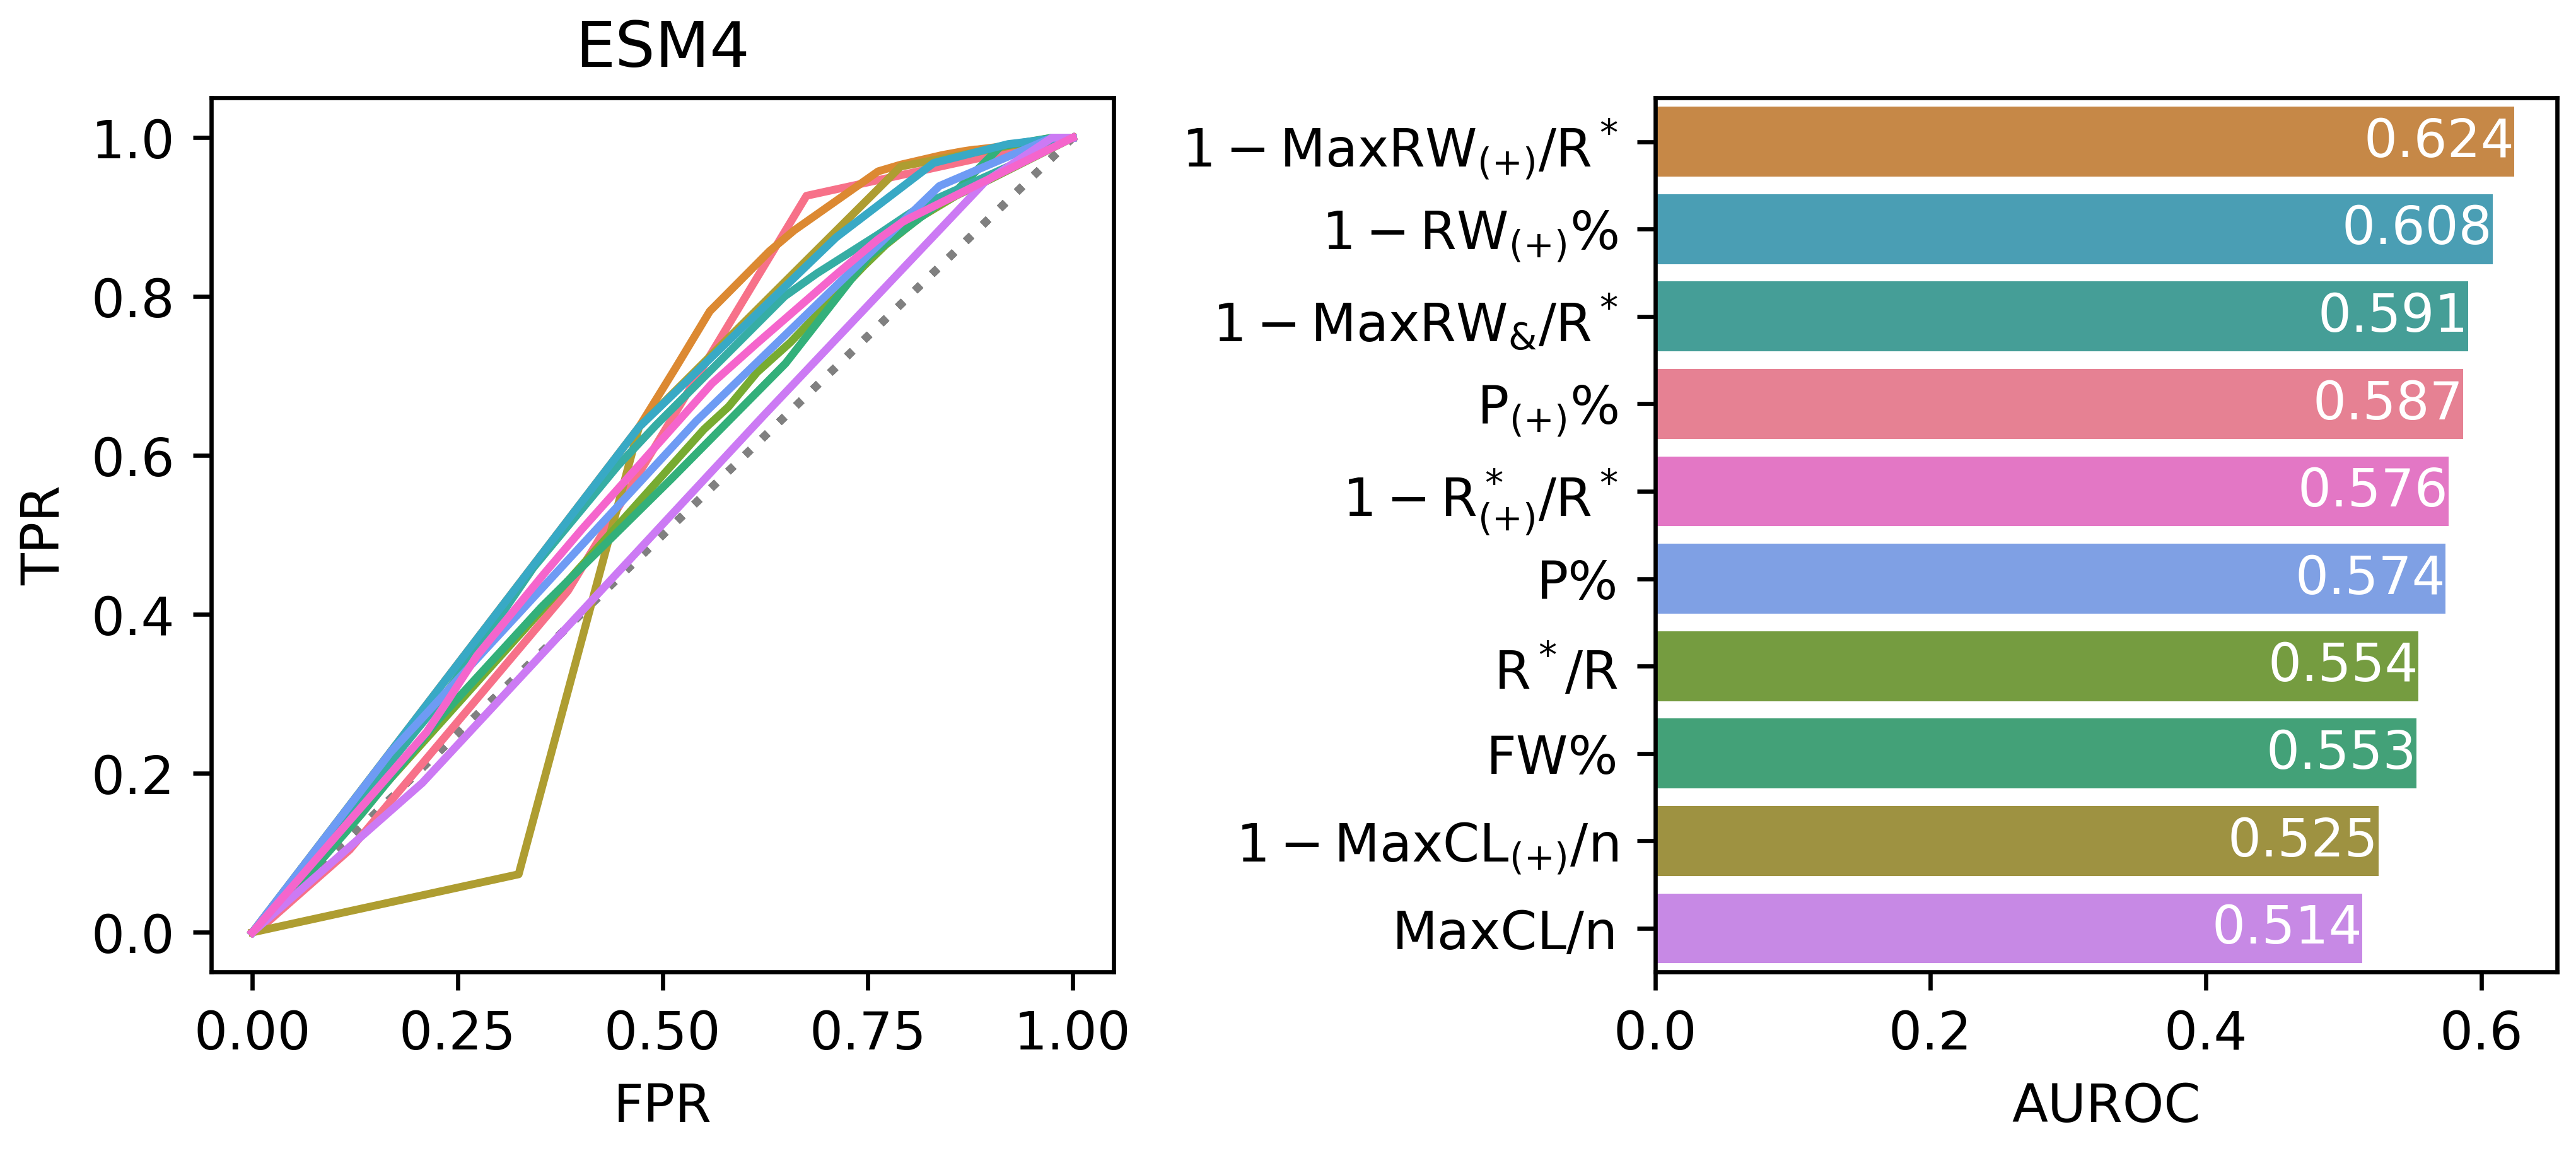 ESM4
1.0
0.8
0.6
0.4
0.2
0.0
TPR
0.00 0.25 0.50 0.75 1.00
FPR
1 − MaxRW₍₊₎/R* 0.624
1 − RW₍₊₎% 0.608
1 − MaxRW&/R* 0.591
P₍₊₎% 0.587
1 − R*₍₊₎/R* 0.576
P% 0.574
R*/R 0.554
FW% 0.553
1 − MaxCL₍₊₎/n 0.525
MaxCL/n 0.514
0.0 0.2 0.4 0.6
AUROC